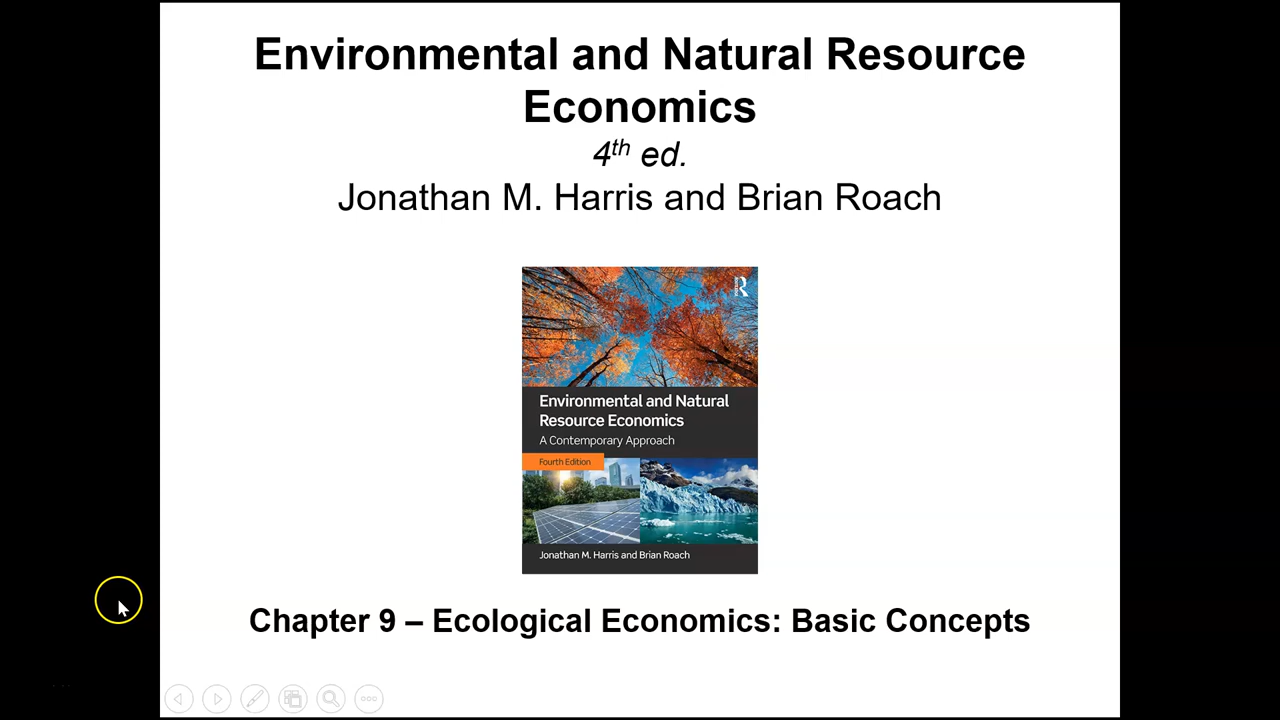 Environmental and Natural Resource
Economics
4th ed.
Jonathan M. Harris and Brian Roach
R
Environmental and Natural
Resource Economics
A Contemporary Approach
Fourth Edition
Jonathan M. Harris and Brian Roach
Chapter 9 – Ecological Economics: Basic Concepts